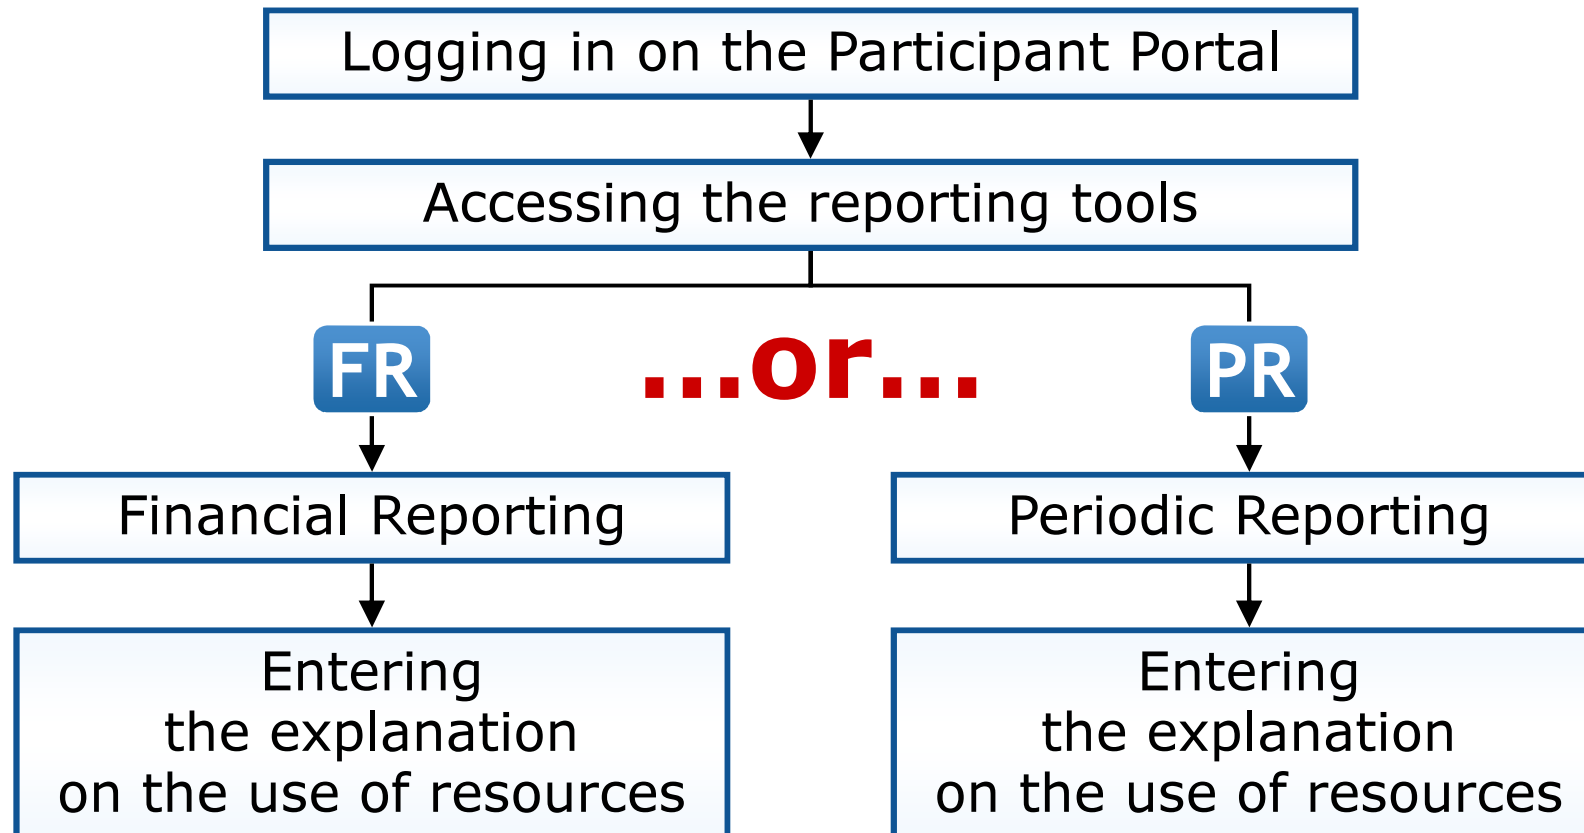 Logging in on the Participant Portal
Accessing the reporting tools
FR
...or...
PR
Financial Reporting
Periodic Reporting
Entering
the explanation
on the use of resources
Entering
the explanation
on the use of resources